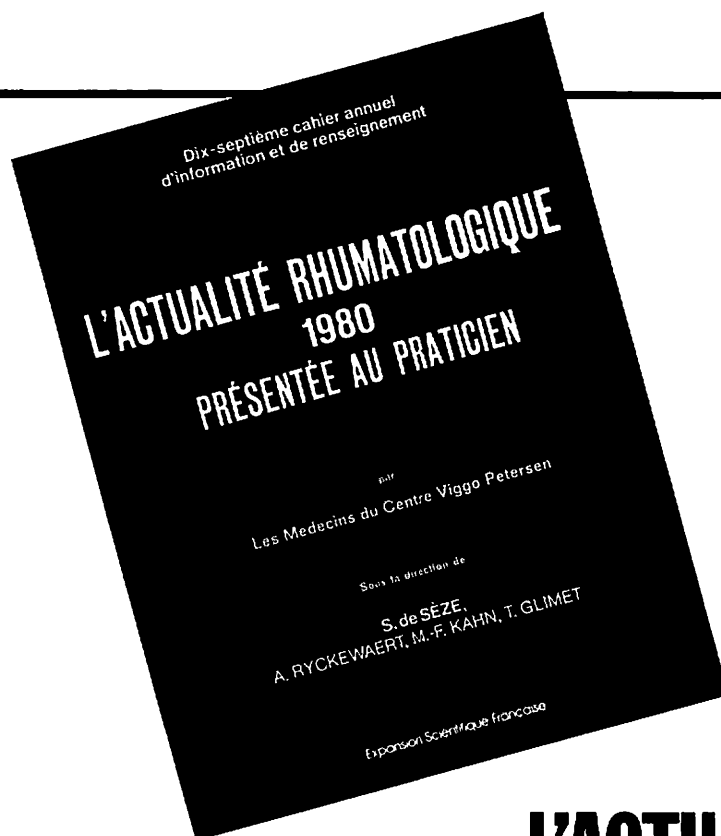 Dix-septième cahier annuel
d'information et de renseignement
L'ACTUALITÉ RHUMATOLOGIQUE
1980
PRÉSENTÉE AU PRATICIEN
par
Les Medecins du Centre Viggo Petersen
Sous la direction de
S. de SÈZE,
A. RYCKEWAERT, M.-F. KAHN, T. GLIMET
Expansion Scientifique Française